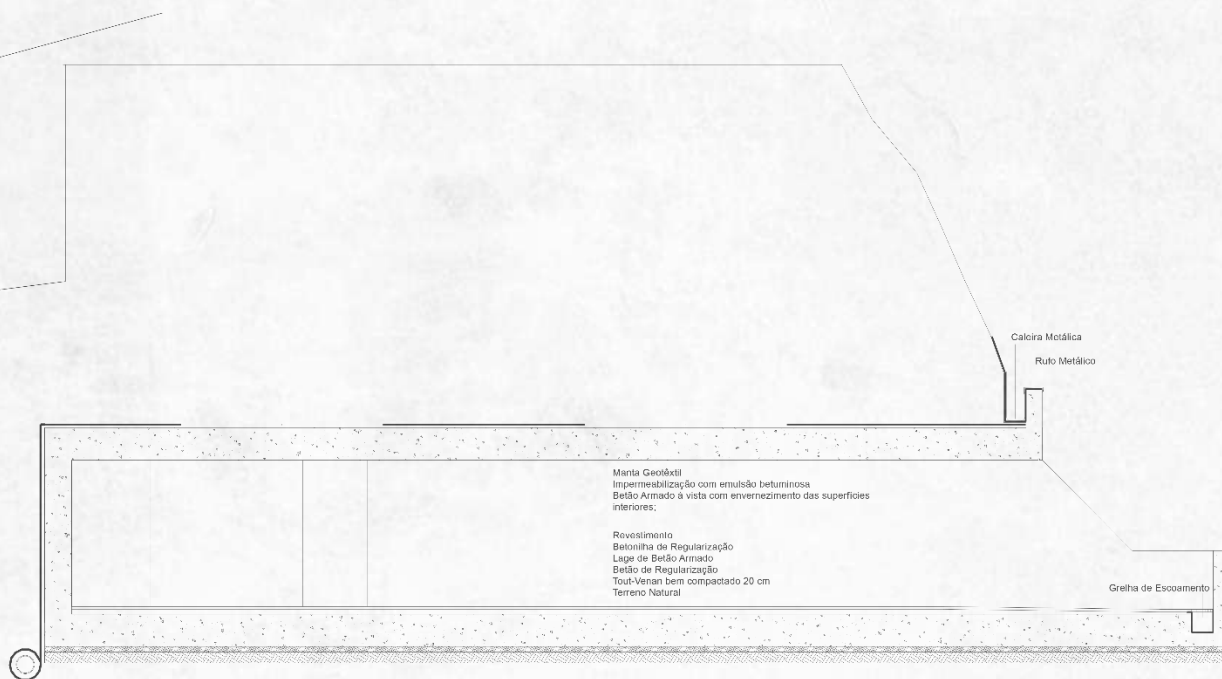 Caloira Motálica
Rufo Metálico
Manta Geotêxtil
Impermeabilização com emulsão betuminosa
Betão Armado à vista com envernezimento das superfícies
interiores;
Revestimento
Betonilha de Regularização
Lage de Betão Armado
Betão de Regularização
Tout-Venan bem compactado 20 cm
Terreno Natural
Grelha de Escoamento